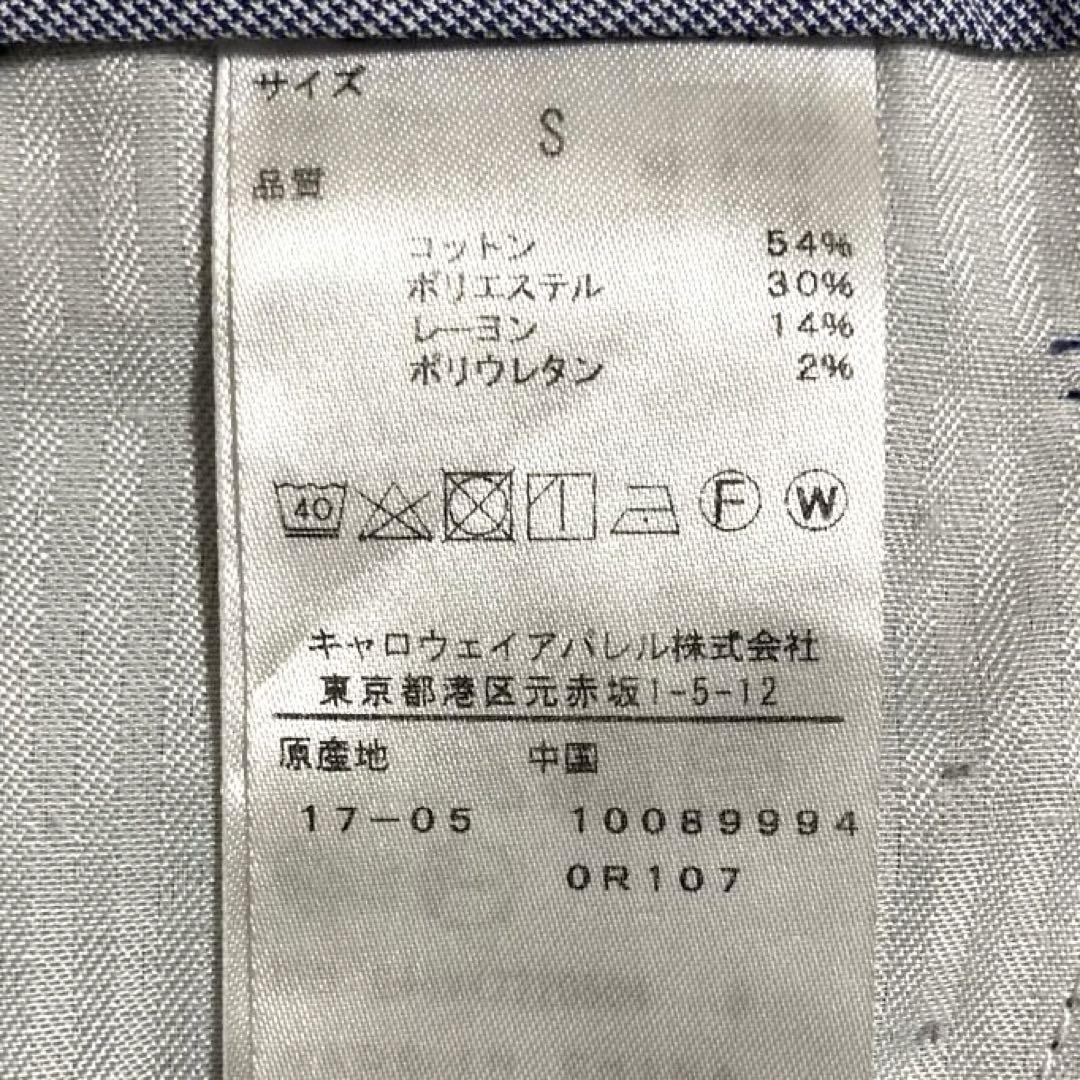 サイズ
S
品質
コットン 54%
ポリエステル 30%
レーヨン 14%
ポリウレタン 2%
40 F W
キャロウェイアパレル株式会社
東京都港区元赤坂1-5-12
原産地 中国
17-05 10089994
0R107